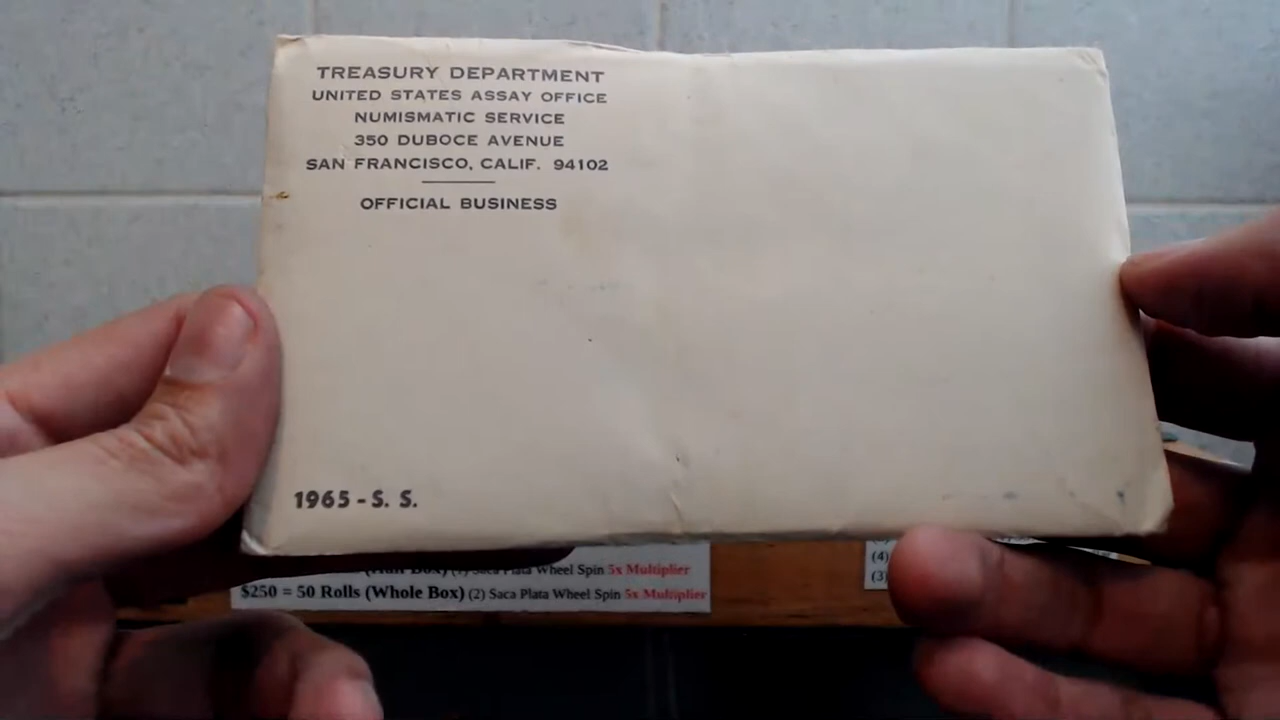 TREASURY DEPARTMENT
UNITED STATES ASSAY OFFICE
NUMISMATIC SERVICE
350 DUBOCE AVENUE
SAN FRANCISCO, CALIF. 94102
OFFICIAL BUSINESS
1965 - S. S.
Box) Saca Plata Wheel Spin 5x Multiplier
$250 = 50 Rolls (Whole Box) (2) Saca Plata Wheel Spin 5x Multiplier
(4)
(3)